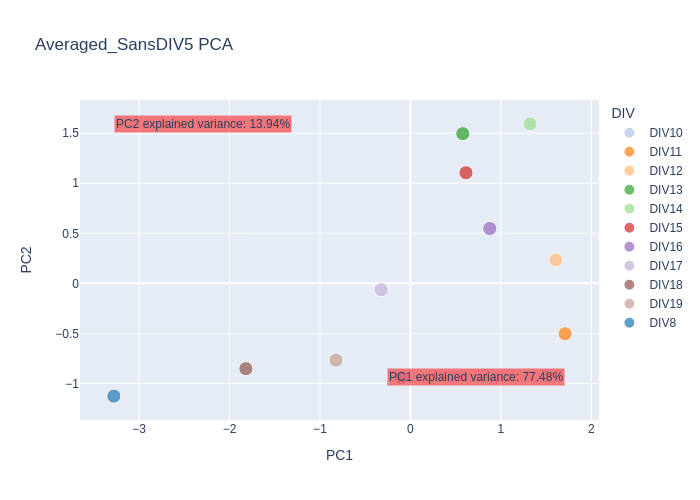 Averaged_SansDIV5 PCA
DIV
PC2 explained variance: 13.94%
DIV10
DIV11
DIV12
DIV13
DIV14
DIV15
DIV16
DIV17
DIV18
DIV19
DIV8
1.5
1
0.5
0
−0.5
−1
PC2
PC1 explained variance: 77.48%
−3
−2
−1
0
1
2
PC1